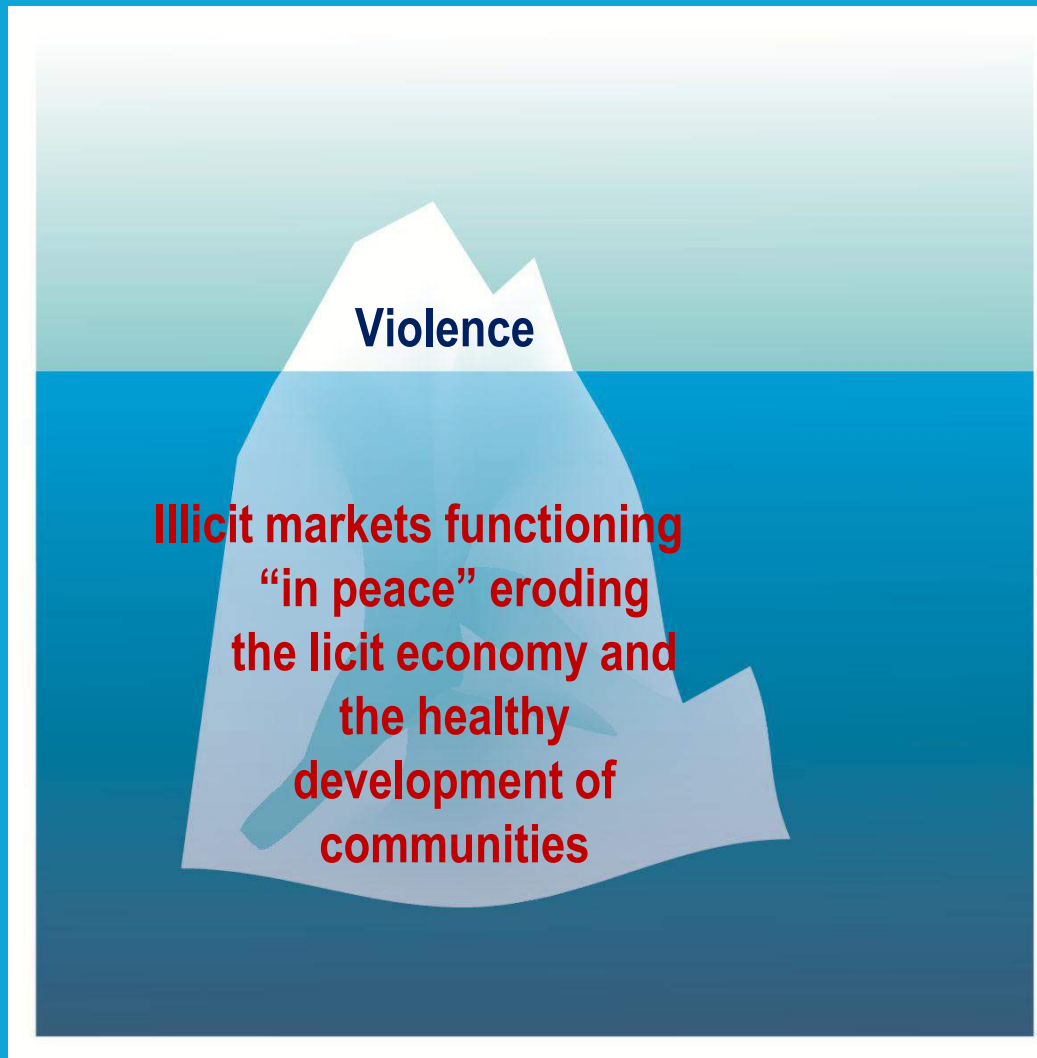 Violence
Illicit markets functioning
“in peace” eroding
the licit economy and
the healthy
development of
communities